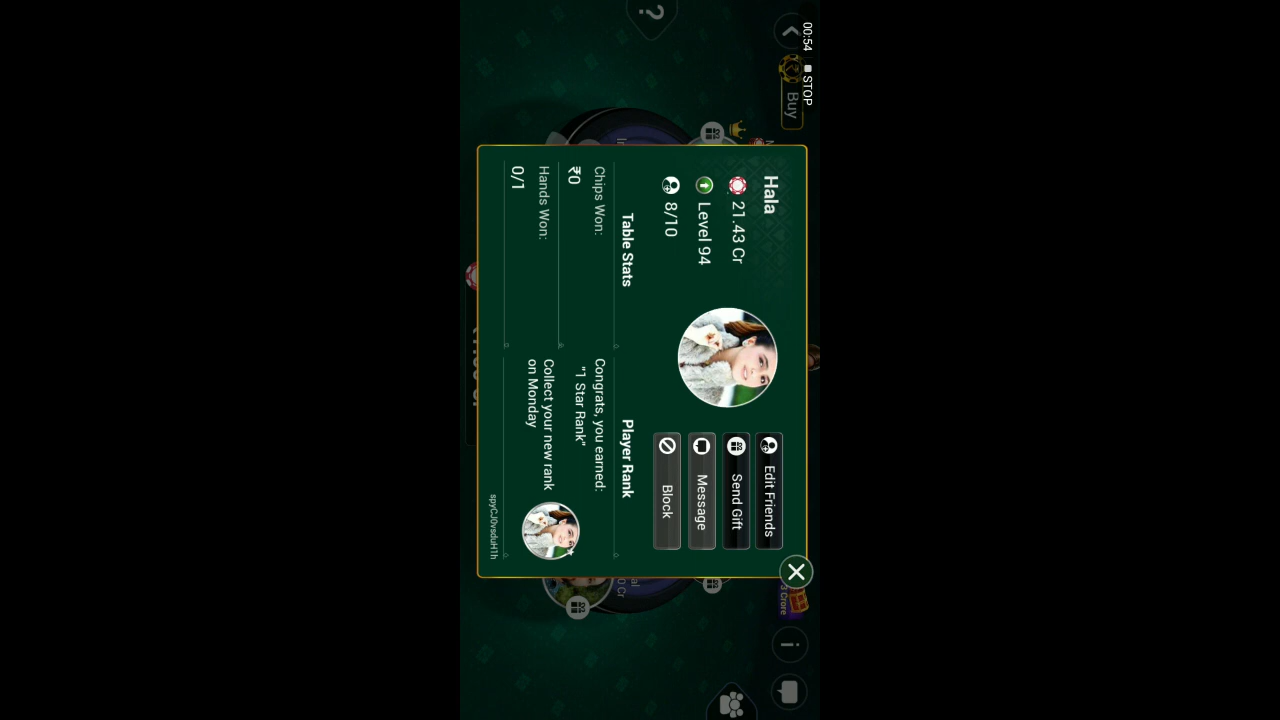 00:54 STOP
Buy
?
Hala
21.43 Cr
Level 94
8/10
Edit Friends
Send Gift
Message
Block
Table Stats
Chips Won:
₹0
Hands Won:
0/1
Player Rank
Congrats, you earned:
"1 Star Rank"
Collect your new rank
on Monday
spyCJ0vsduH1h
3 Crore
i